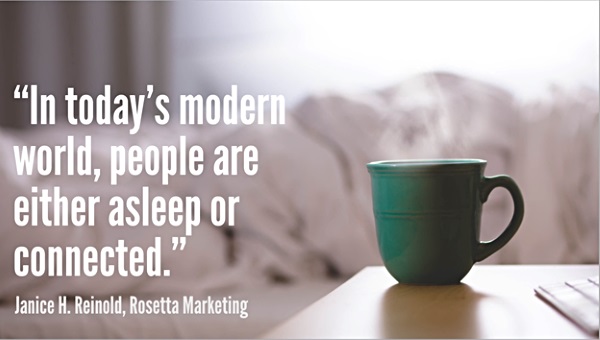 “In today’s modern
world, people are
either asleep or
connected.”
Janice H. Reinold, Rosetta Marketing